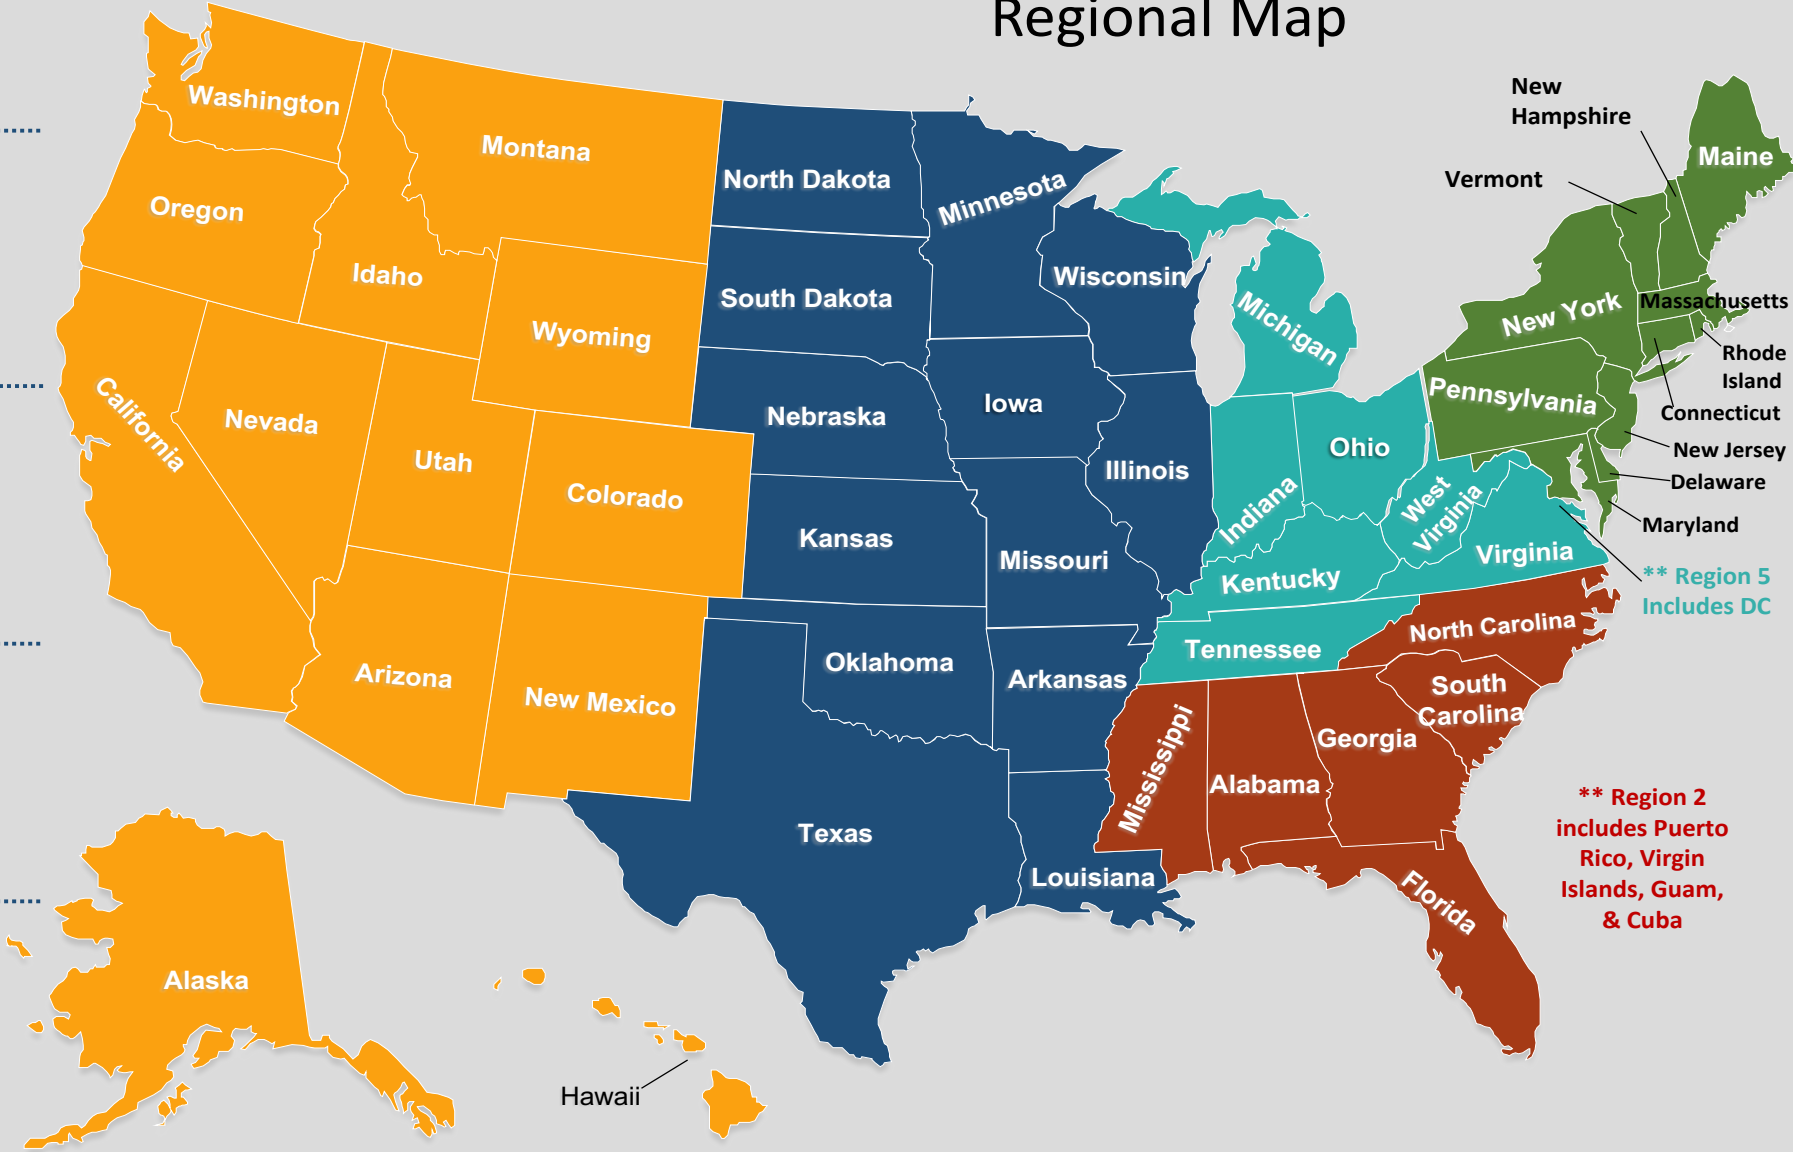 Regional Map
New
Hampshire
Maine
Vermont
Washington
Montana
North Dakota
Minnesota
Oregon
Idaho
Wisconsin
South Dakota
Michigan
New York
Massachusetts
Wyoming
Rhode
Island
Pennsylvania
Connecticut
California
Nevada
Nebraska
Iowa
Ohio
New Jersey
Utah
Illinois
Delaware
Colorado
Indiana
West
Virginia
Maryland
Kansas
Missouri
Kentucky
Virginia
** Region 5
Includes DC
North Carolina
Tennessee
Oklahoma
Arkansas
Arizona
New Mexico
South
Carolina
Georgia
Mississippi
Alabama
** Region 2
includes Puerto
Rico, Virgin
Islands, Guam,
& Cuba
Texas
Louisiana
Florida
Alaska
Hawaii